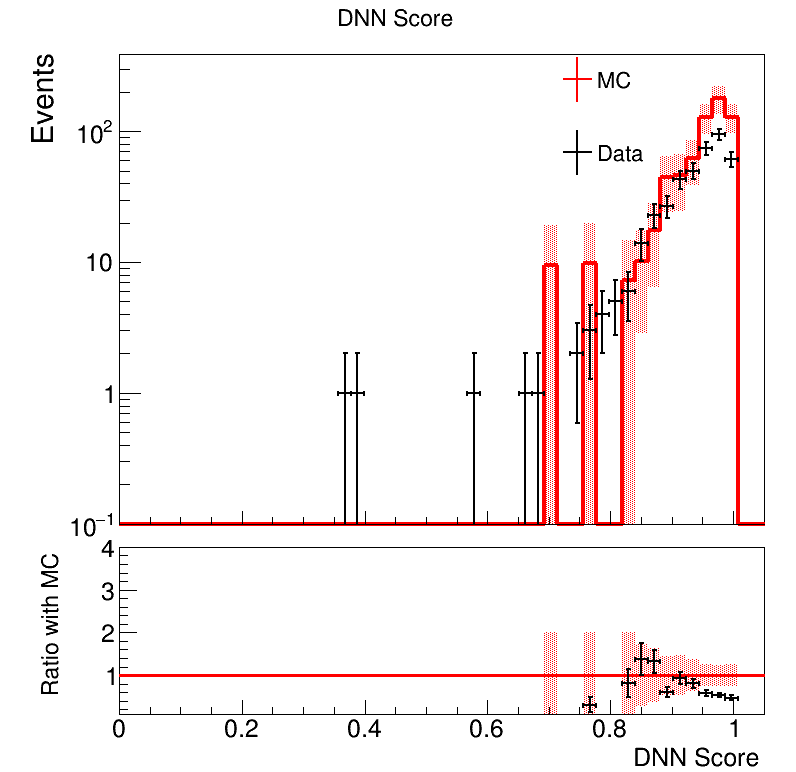 DNN Score
Events
10²
10
1
10⁻¹
MC
Data
Ratio with MC
4
3
2
1
0 0.2 0.4 0.6 0.8 1
DNN Score